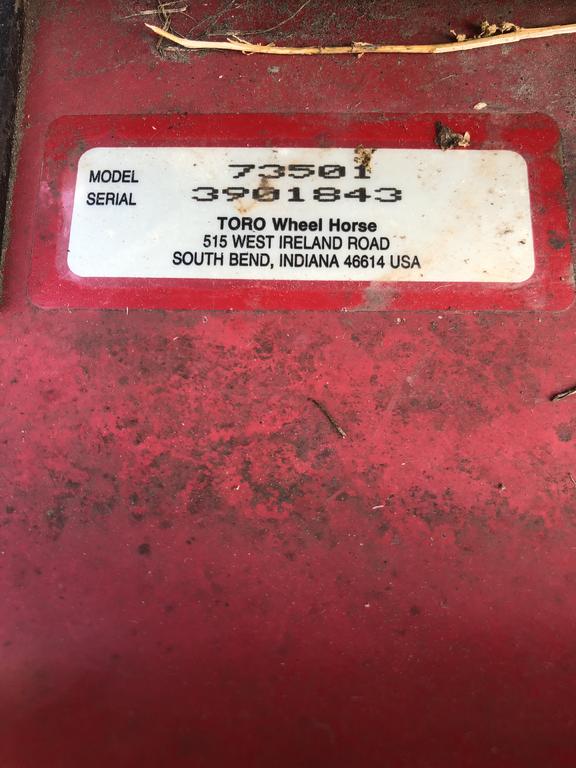 MODEL 73501
SERIAL 3901843
TORO Wheel Horse
515 WEST IRELAND ROAD
SOUTH BEND, INDIANA 46614 USA